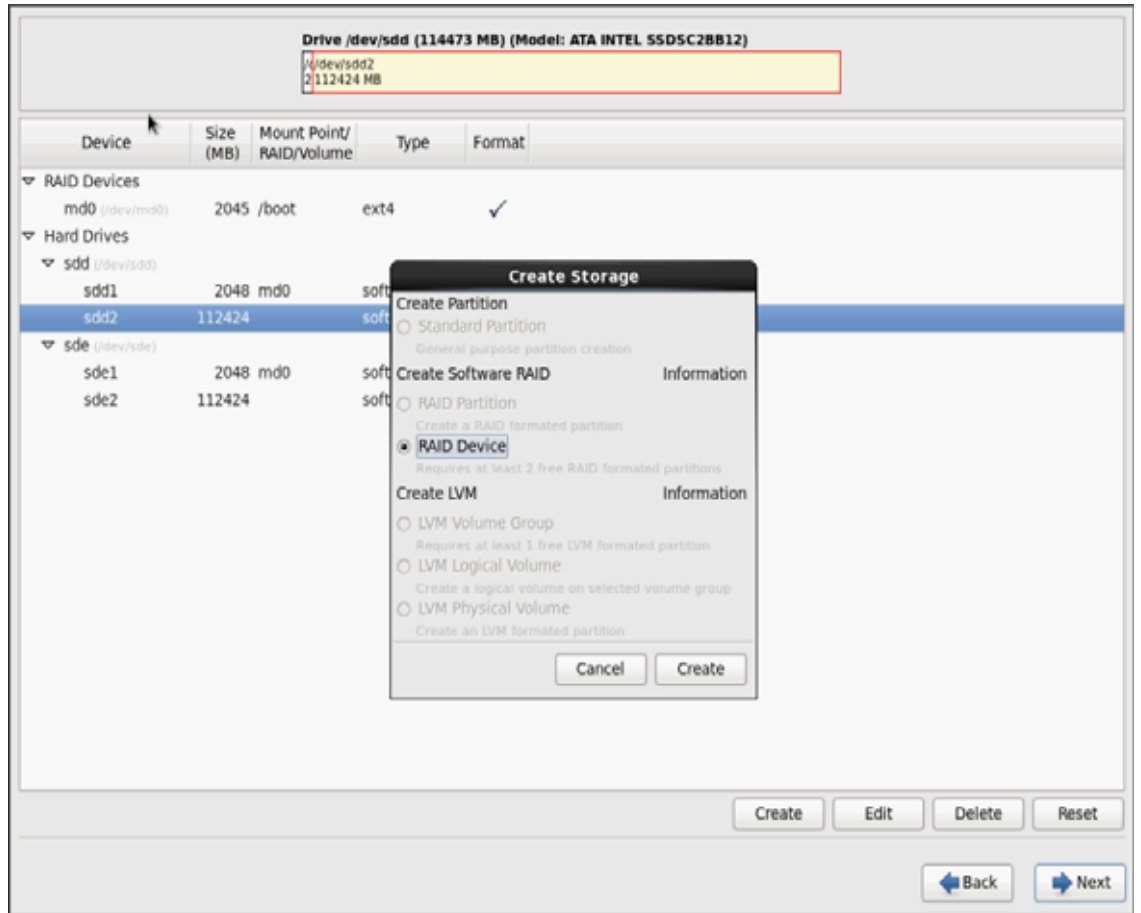 Drive /dev/sdd (114473 MB) (Model: ATA INTEL SSDSC2BB12)
/dev/sdd2
2 112424 MB
Device Size (MB) Mount Point/ RAID/Volume Type Format
RAID Devices
md0 (/dev/md0) 2045 /boot ext4
Hard Drives
sdd (/dev/sdd)
sdd1 2048 md0 soft
sdd2 112424 soft
sde (/dev/sde)
sde1 2048 md0 soft
sde2 112424 soft
Create Storage
Create Partition
Standard Partition
General purpose partition creation
Create Software RAID Information
RAID Partition
Create a RAID formated partition
RAID Device
Requires at least 2 free RAID formated partitions
Create LVM Information
LVM Volume Group
Requires at least 1 free LVM formated partition
LVM Logical Volume
Create a logical volume on selected volume group
LVM Physical Volume
Create an LVM formated partition
Cancel Create
Create Edit Delete Reset
Back Next